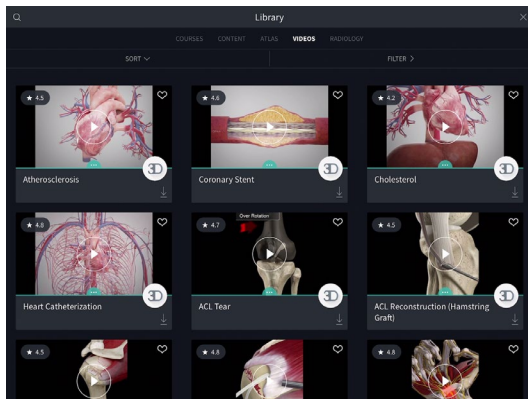 Library
COURSES CONTENT ATLAS VIDEOS RADIOLOGY
SORT FILTER
★ 4.5 ★ 4.6 ★ 4.2
3D 3D 3D
Atherosclerosis Coronary Stent Cholesterol
★ 4.8 ★ 4.7 ★ 4.5
Over Rotation
3D 3D 3D
Heart Catheterization ACL Tear ACL Reconstruction (Hamstring
Graft)
★ 4.5 ★ 4.8 ★ 4.8